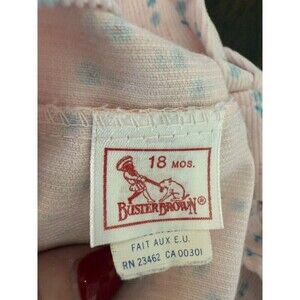 18 MOS.
BUSTER BROWN®
FAIT AUX E.U.
RN 23462 CA 00301